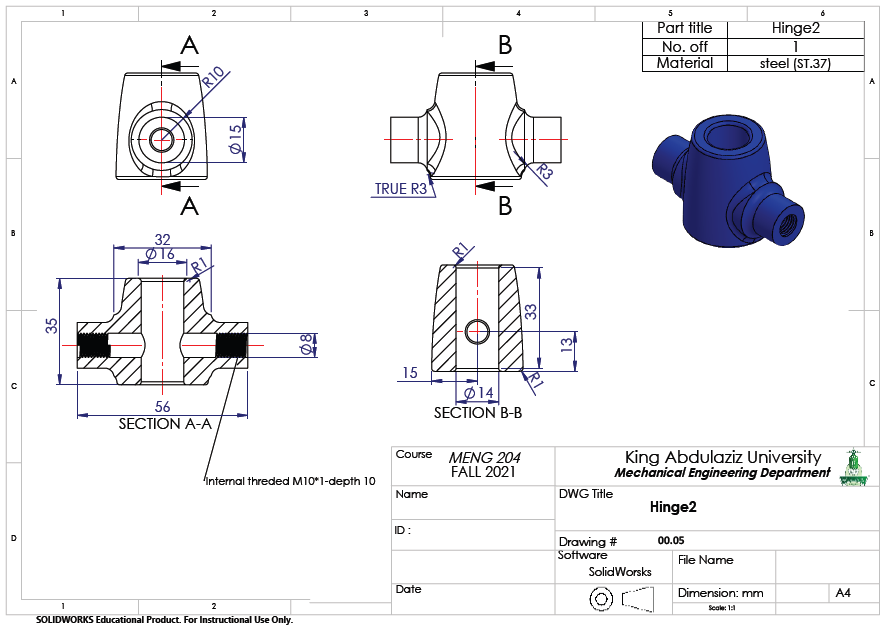 1 2 3 4 5 6
Part title Hinge2
No. off 1
Material steel (ST.37)
A A
A B
R10
Ø15
R3
TRUE R3
A B
B B
32
Ø16
R1
35
Ø8
56
SECTION A-A
R1
33
13
15
Ø14
R1
SECTION B-B
C C
Internal threded M10*1-depth 10
D
Course MENG 204
FALL 2021
King Abdulaziz University
Mechanical Engineering Department
Name
DWG Title
Hinge2
ID :
Drawing # 00.05
Software
SolidWorsks
File Name
Date
Dimension: mm
A4
Scale: 1:1
1 2
SOLIDWORKS Educational Product. For Instructional Use Only.